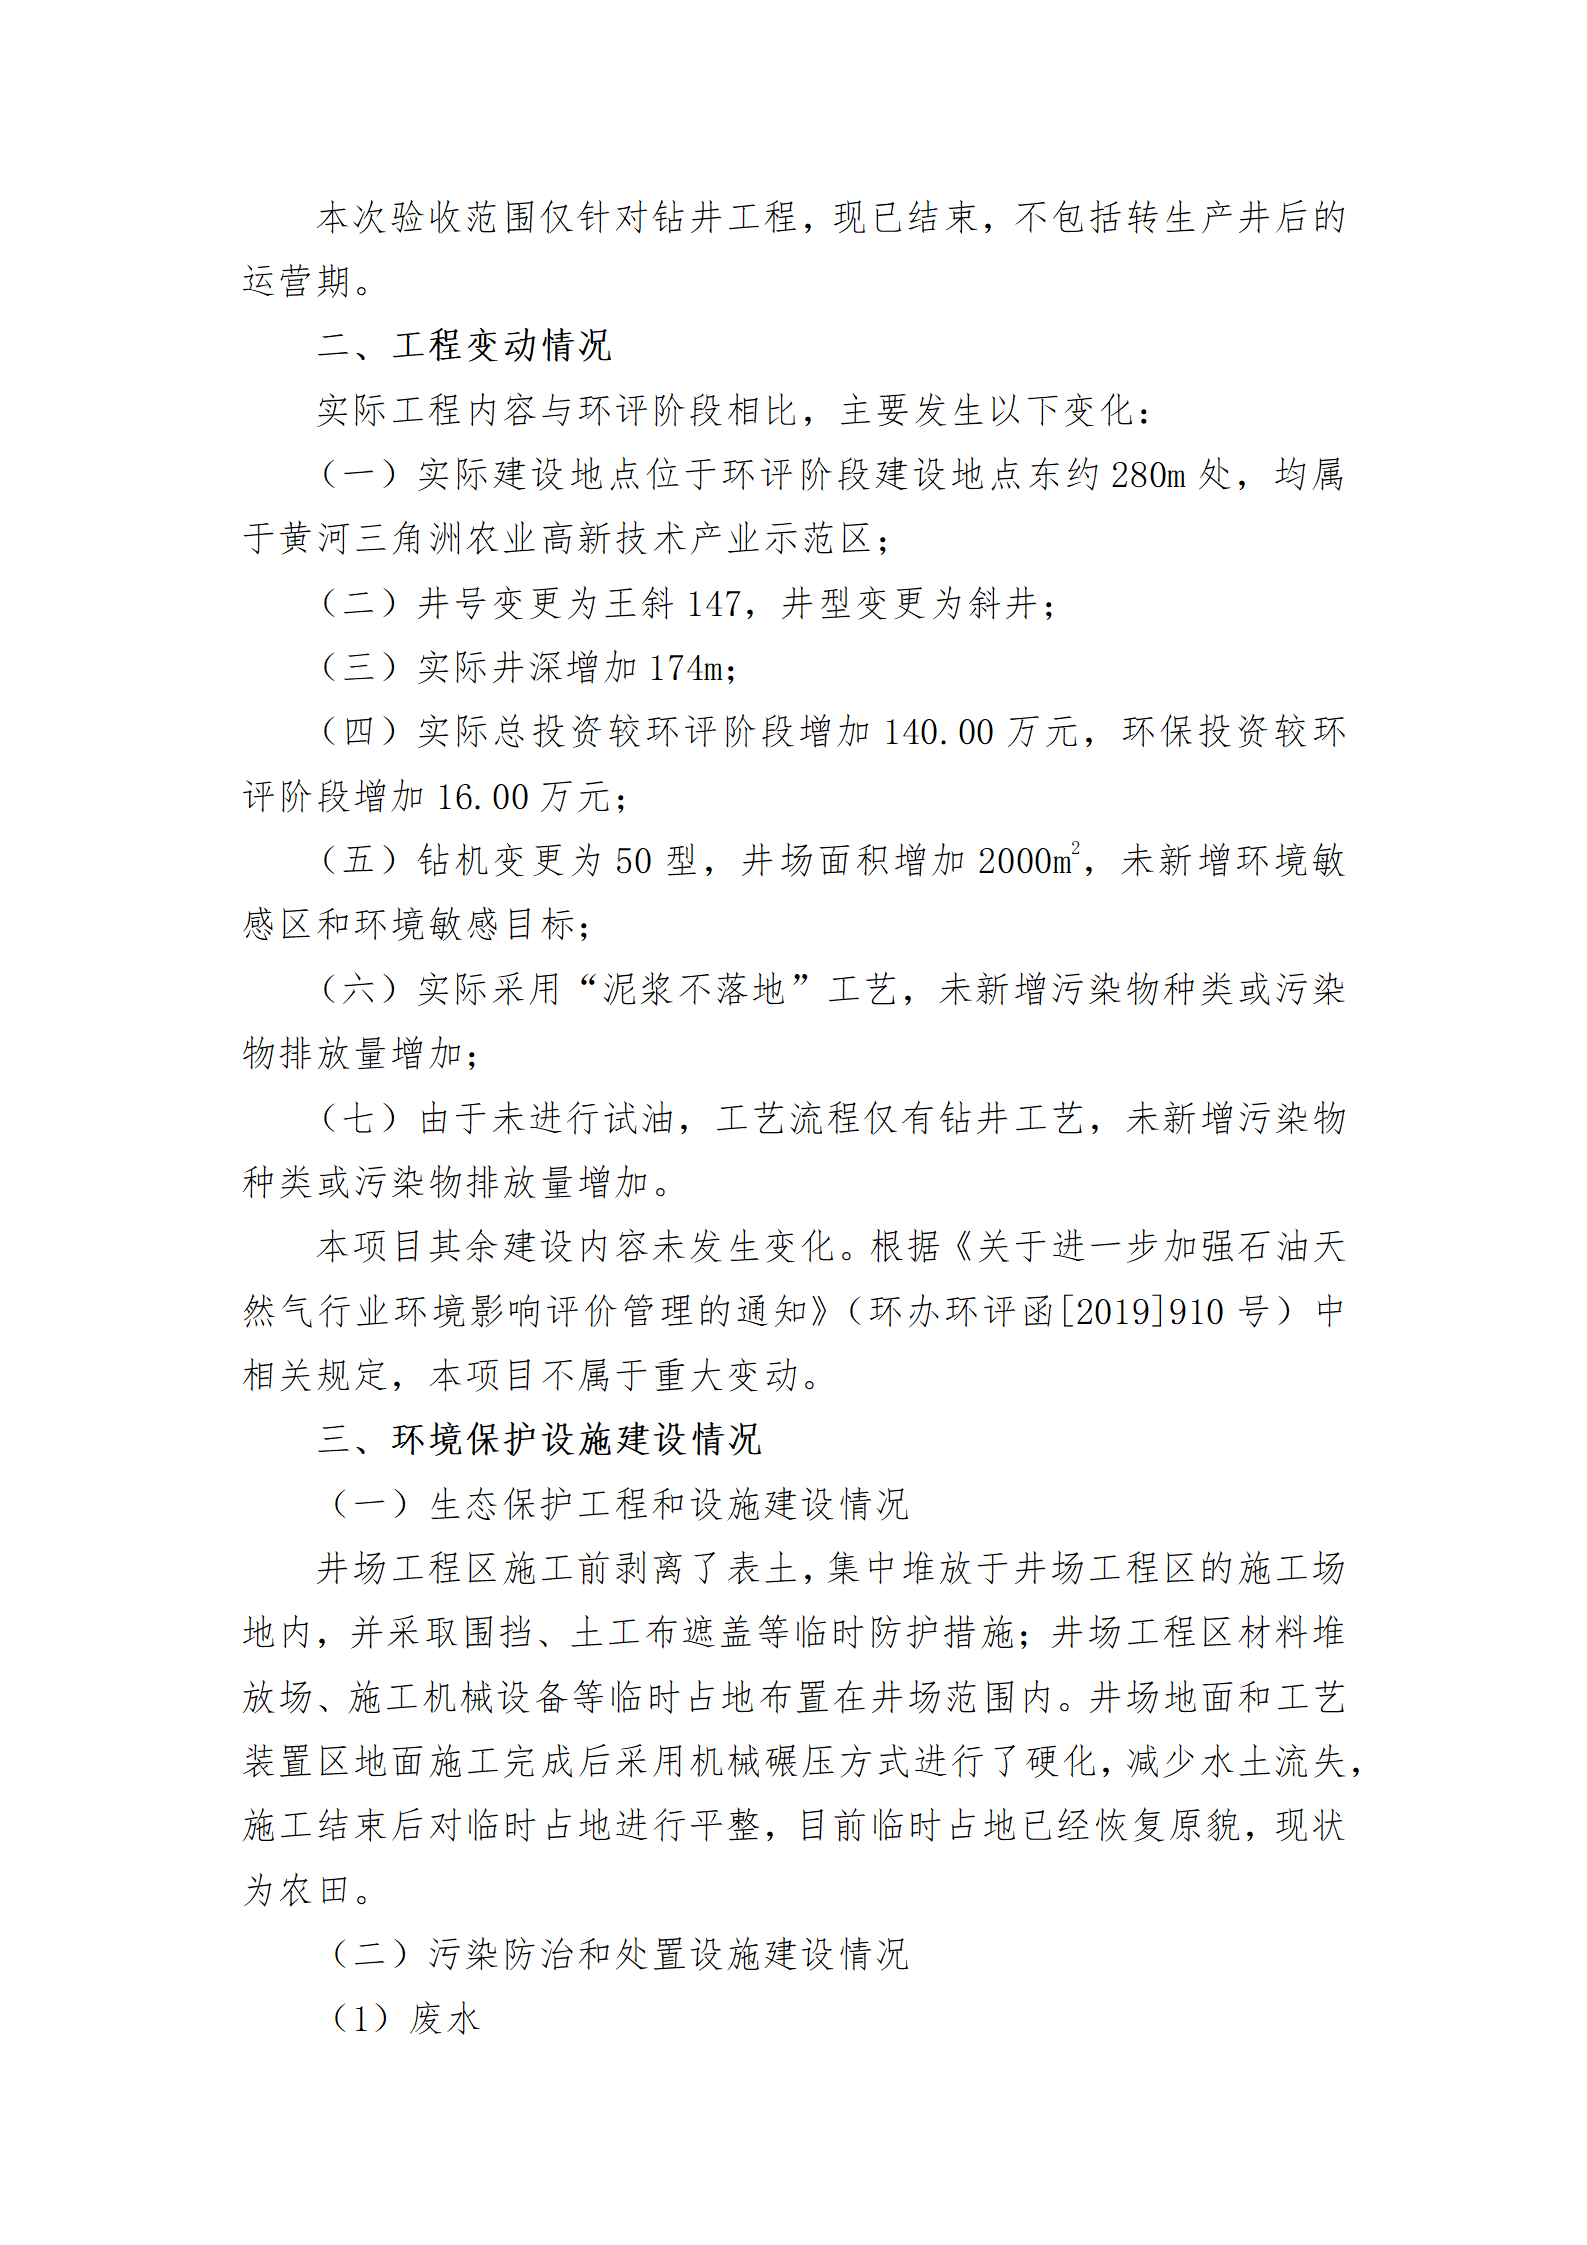 本次验收范围仅针对钻井工程，现已结束，不包括转生产井后的
运营期。
二、工程变动情况
实际工程内容与环评阶段相比，主要发生以下变化：
（一）实际建设地点位于环评阶段建设地点东约 280m 处，均属
于黄河三角洲农业高新技术产业示范区；
（二）井号变更为王斜 147，井型变更为斜井；
（三）实际井深增加 174m；
（四）实际总投资较环评阶段增加 140.00 万元，环保投资较环
评阶段增加 16.00 万元；
（五）钻机变更为 50 型，井场面积增加 2000m²，未新增环境敏
感区和环境敏感目标；
（六）实际采用“泥浆不落地”工艺，未新增污染物种类或污染
物排放量增加；
（七）由于未进行试油，工艺流程仅有钻井工艺，未新增污染物
种类或污染物排放量增加。
本项目其余建设内容未发生变化。根据《关于进一步加强石油天
然气行业环境影响评价管理的通知》（环办环评函[2019]910 号）中
相关规定，本项目不属于重大变动。
三、环境保护设施建设情况
（一）生态保护工程和设施建设情况
井场工程区施工前剥离了表土，集中堆放于井场工程区的施工场
地内，并采取围挡、土工布遮盖等临时防护措施；井场工程区材料堆
放场、施工机械设备等临时占地布置在井场范围内。井场地面和工艺
装置区地面施工完成后采用机械碾压方式进行了硬化，减少水土流失，
施工结束后对临时占地进行平整，目前临时占地已经恢复原貌，现状
为农田。
（二）污染防治和处置设施建设情况
（1）废水